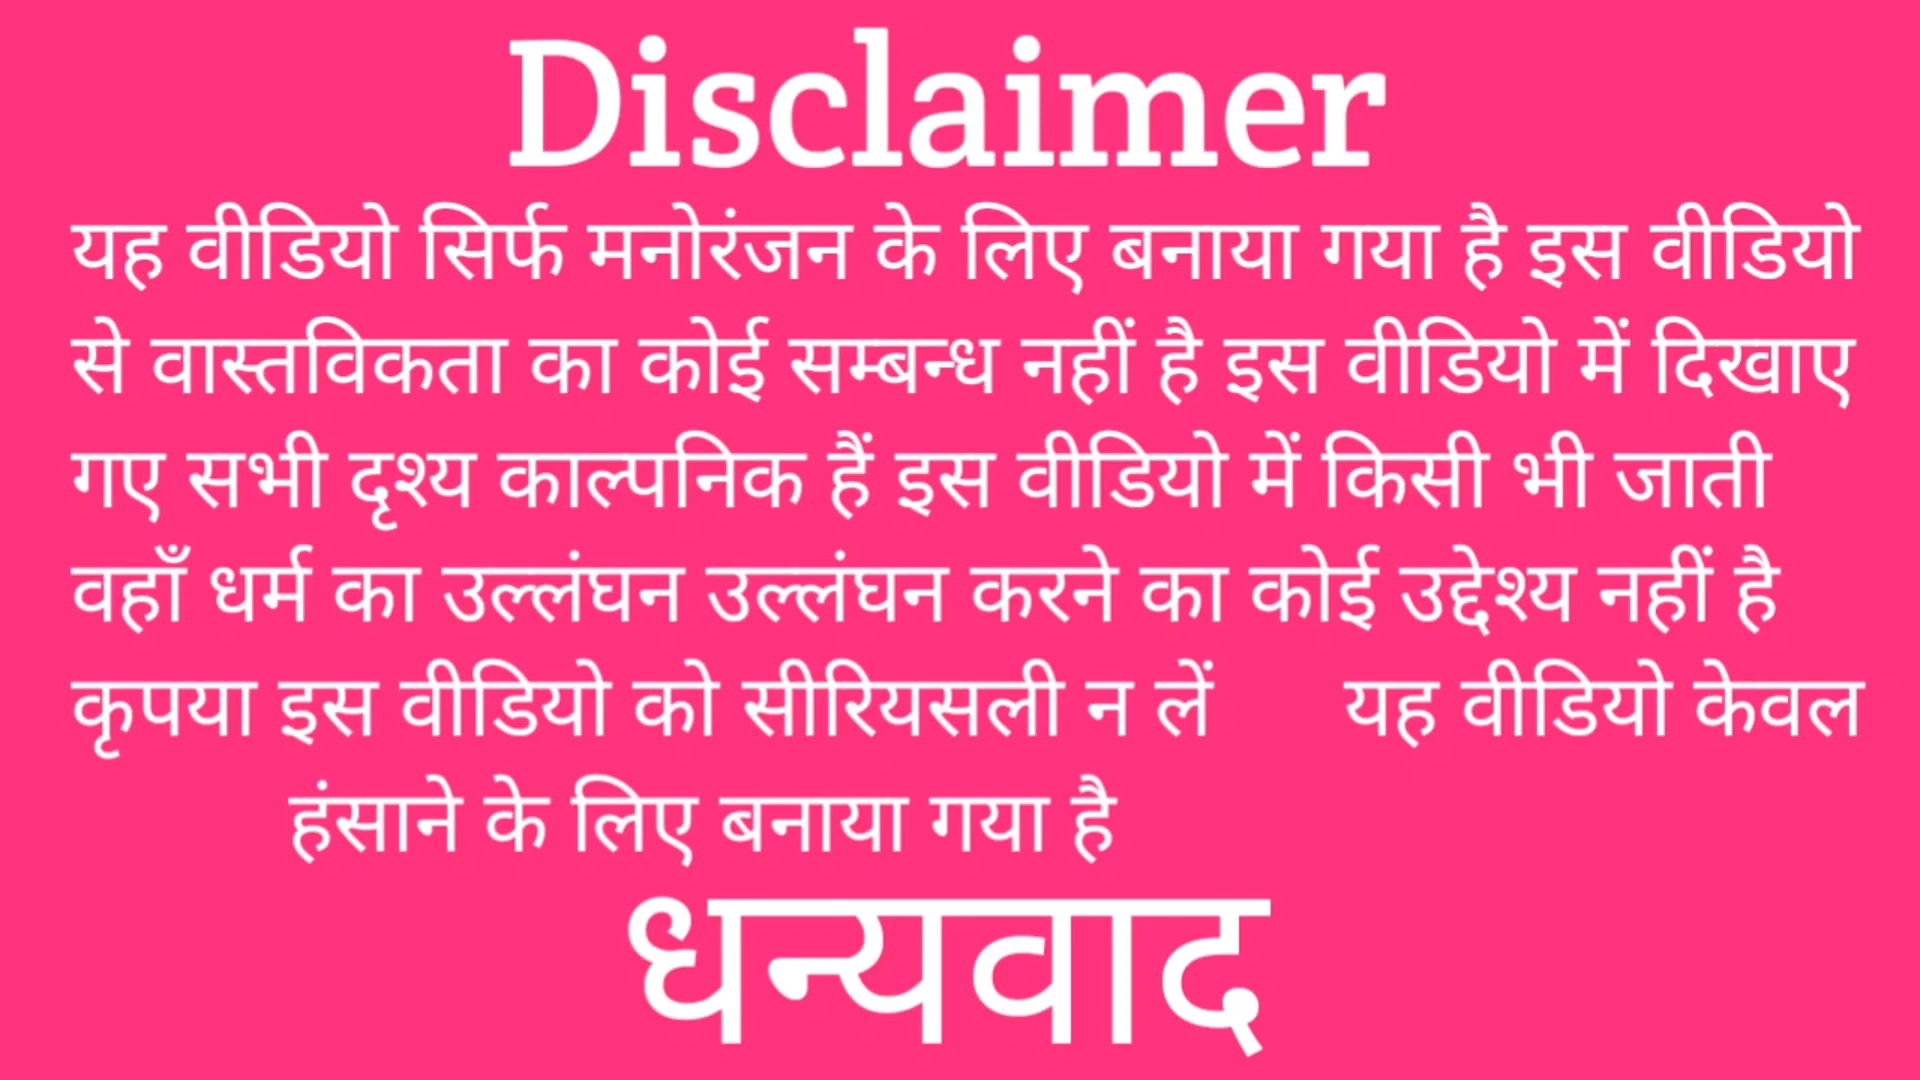 Disclaimer
यह वीडियो सिर्फ मनोरंजन के लिए बनाया गया है इस वीडियो
से वास्तविकता का कोई सम्बन्ध नहीं है इस वीडियो में दिखाए
गए सभी दृश्य काल्पनिक हैं इस वीडियो में किसी भी जाती
वहाँ धर्म का उल्लंघन उल्लंघन करने का कोई उद्देश्य नहीं है
कृपया इस वीडियो को सीरियसली न लें यह वीडियो केवल
हंसाने के लिए बनाया गया है
धन्यवाद